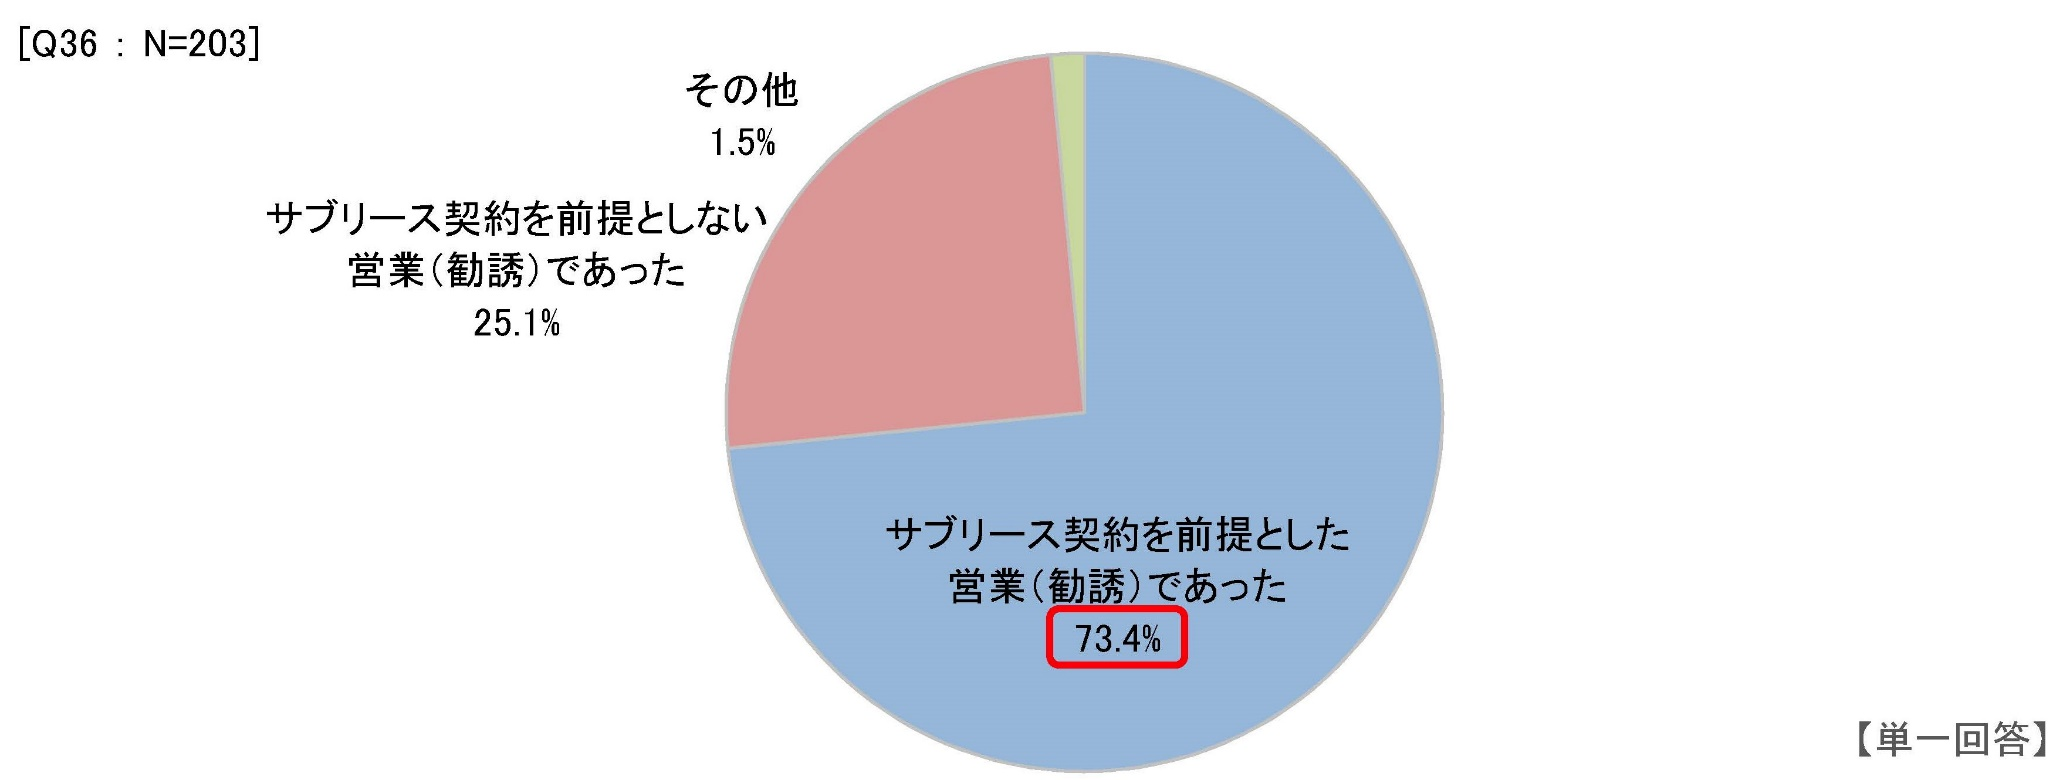 [Q36 : N=203]
その他
1.5%
サブリース契約を前提としない
営業(勧誘)であった
25.1%
サブリース契約を前提とした
営業(勧誘)であった
73.4%
【単一回答】